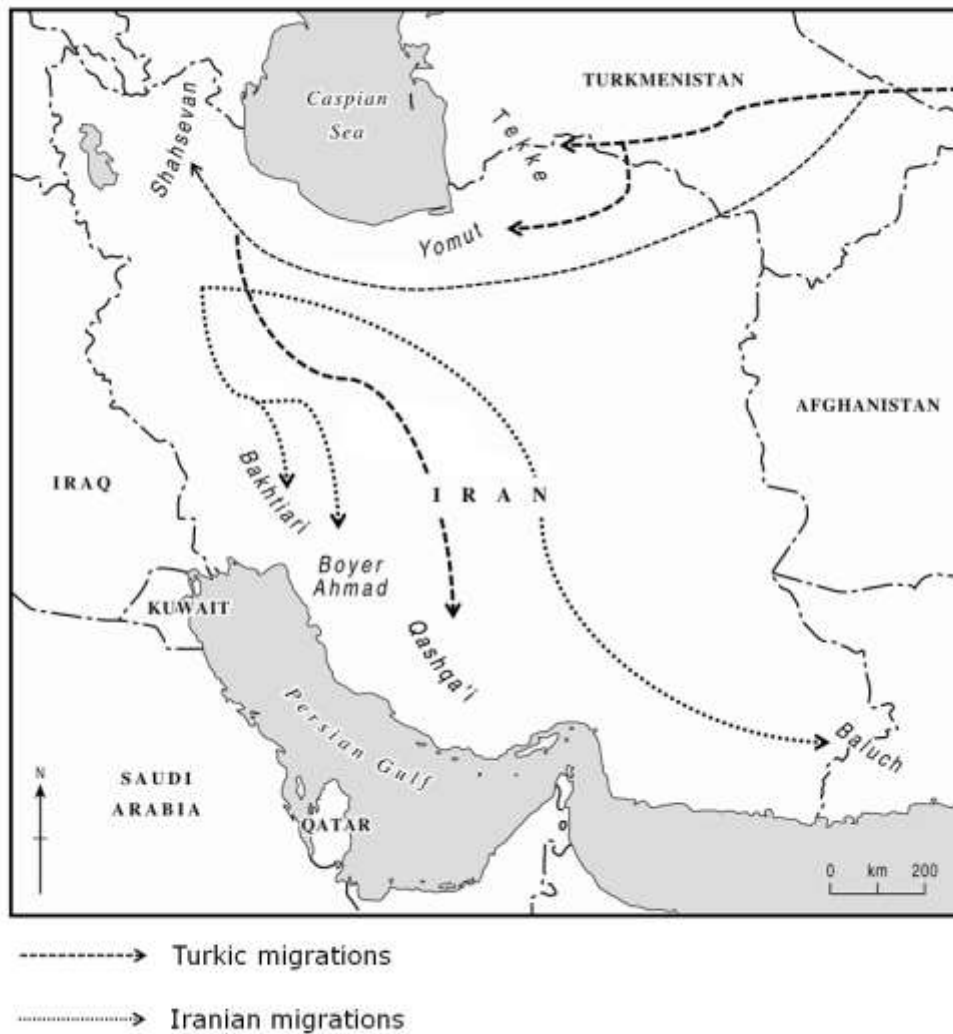 TURKMENISTAN
Caspian
Sea
Tekke
Shahsevan
Yomut
AFGHANISTAN
IRAQ
Bakhtiari
IRAN
Boyer
Ahmad
KUWAIT
Qashqa'i
Persian Gulf
Baluch
N
SAUDI
ARABIA
QATAR
0 km 200
Turkic migrations
Iranian migrations